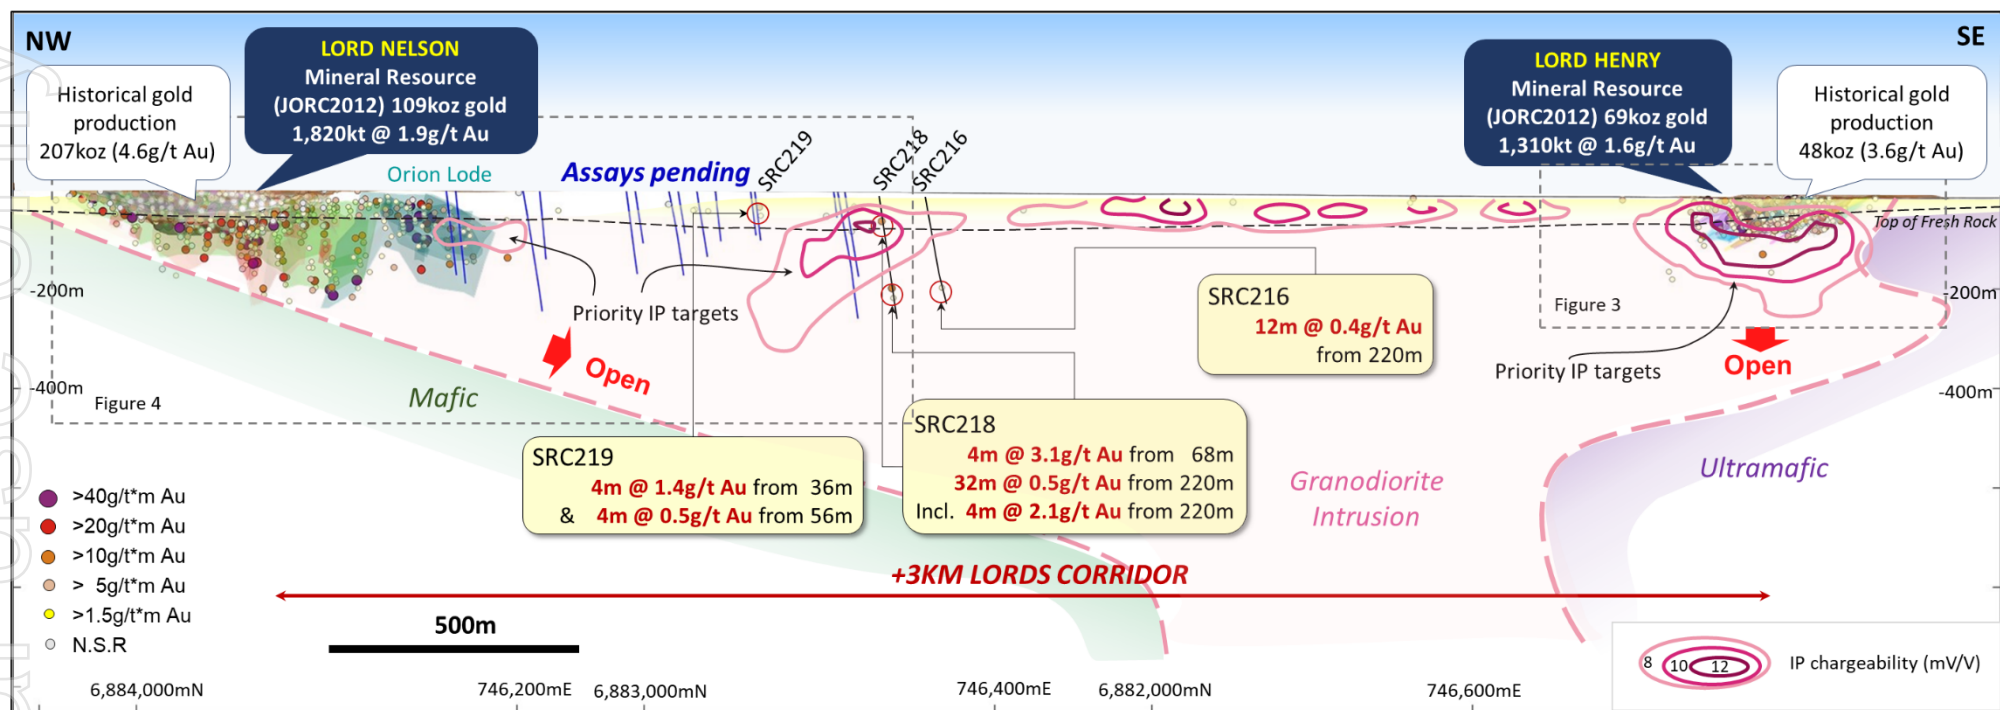 NW
SE
LORD NELSON
Mineral Resource
(JORC2012) 109koz gold
1,820kt @ 1.9g/t Au
Historical gold
production
207koz (4.6g/t Au)
LORD HENRY
Mineral Resource
(JORC2012) 69koz gold
1,310kt @ 1.6g/t Au
Historical gold
production
48koz (3.6g/t Au)
Orion Lode
Assays pending
SRC219
SRC218
SRC216
Top of Fresh Rock
-200m
-200m
Priority IP targets
SRC216
12m @ 0.4g/t Au
from 220m
Figure 3
Priority IP targets
Open
Open
-400m
-400m
Figure 4
Mafic
SRC219
4m @ 1.4g/t Au from 36m
& 4m @ 0.5g/t Au from 56m
SRC218
4m @ 3.1g/t Au from 68m
32m @ 0.5g/t Au from 220m
Incl. 4m @ 2.1g/t Au from 220m
Granodiorite
Intrusion
Ultramafic
+3KM LORDS CORRIDOR
>40g/t*m Au
>20g/t*m Au
>10g/t*m Au
> 5g/t*m Au
>1.5g/t*m Au
N.S.R
500m
8 10 12 IP chargeability (mV/V)
6,884,000mN
746,200mE
6,883,000mN
746,400mE
6,882,000mN
746,600mE